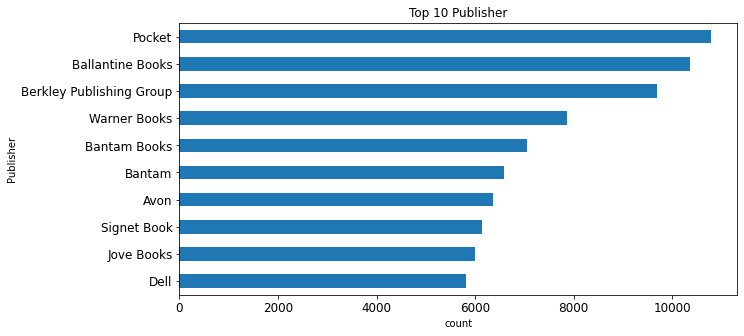 Top 10 Publisher
Pocket
Ballantine Books
Berkley Publishing Group
Warner Books
Bantam Books
Bantam
Avon
Signet Book
Jove Books
Dell
Publisher
0 2000 4000 6000 8000 10000
count